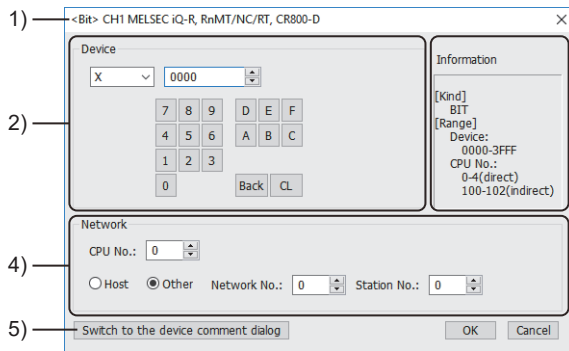 1) <Bit> CH1 MELSEC iQ-R, RnMT/NC/RT, CR800-D
Device
X 0000
2)
7 8 9 D E F
4 5 6 A B C
1 2 3
0 Back CL
Information
[Kind]
BIT
[Range]
Device:
0000-3FFF
CPU No.:
0-4(direct)
100-102(indirect)
4)
Network
CPU No.: 0
Host Other Network No.: 0 Station No.: 0
5) Switch to the device comment dialog OK Cancel